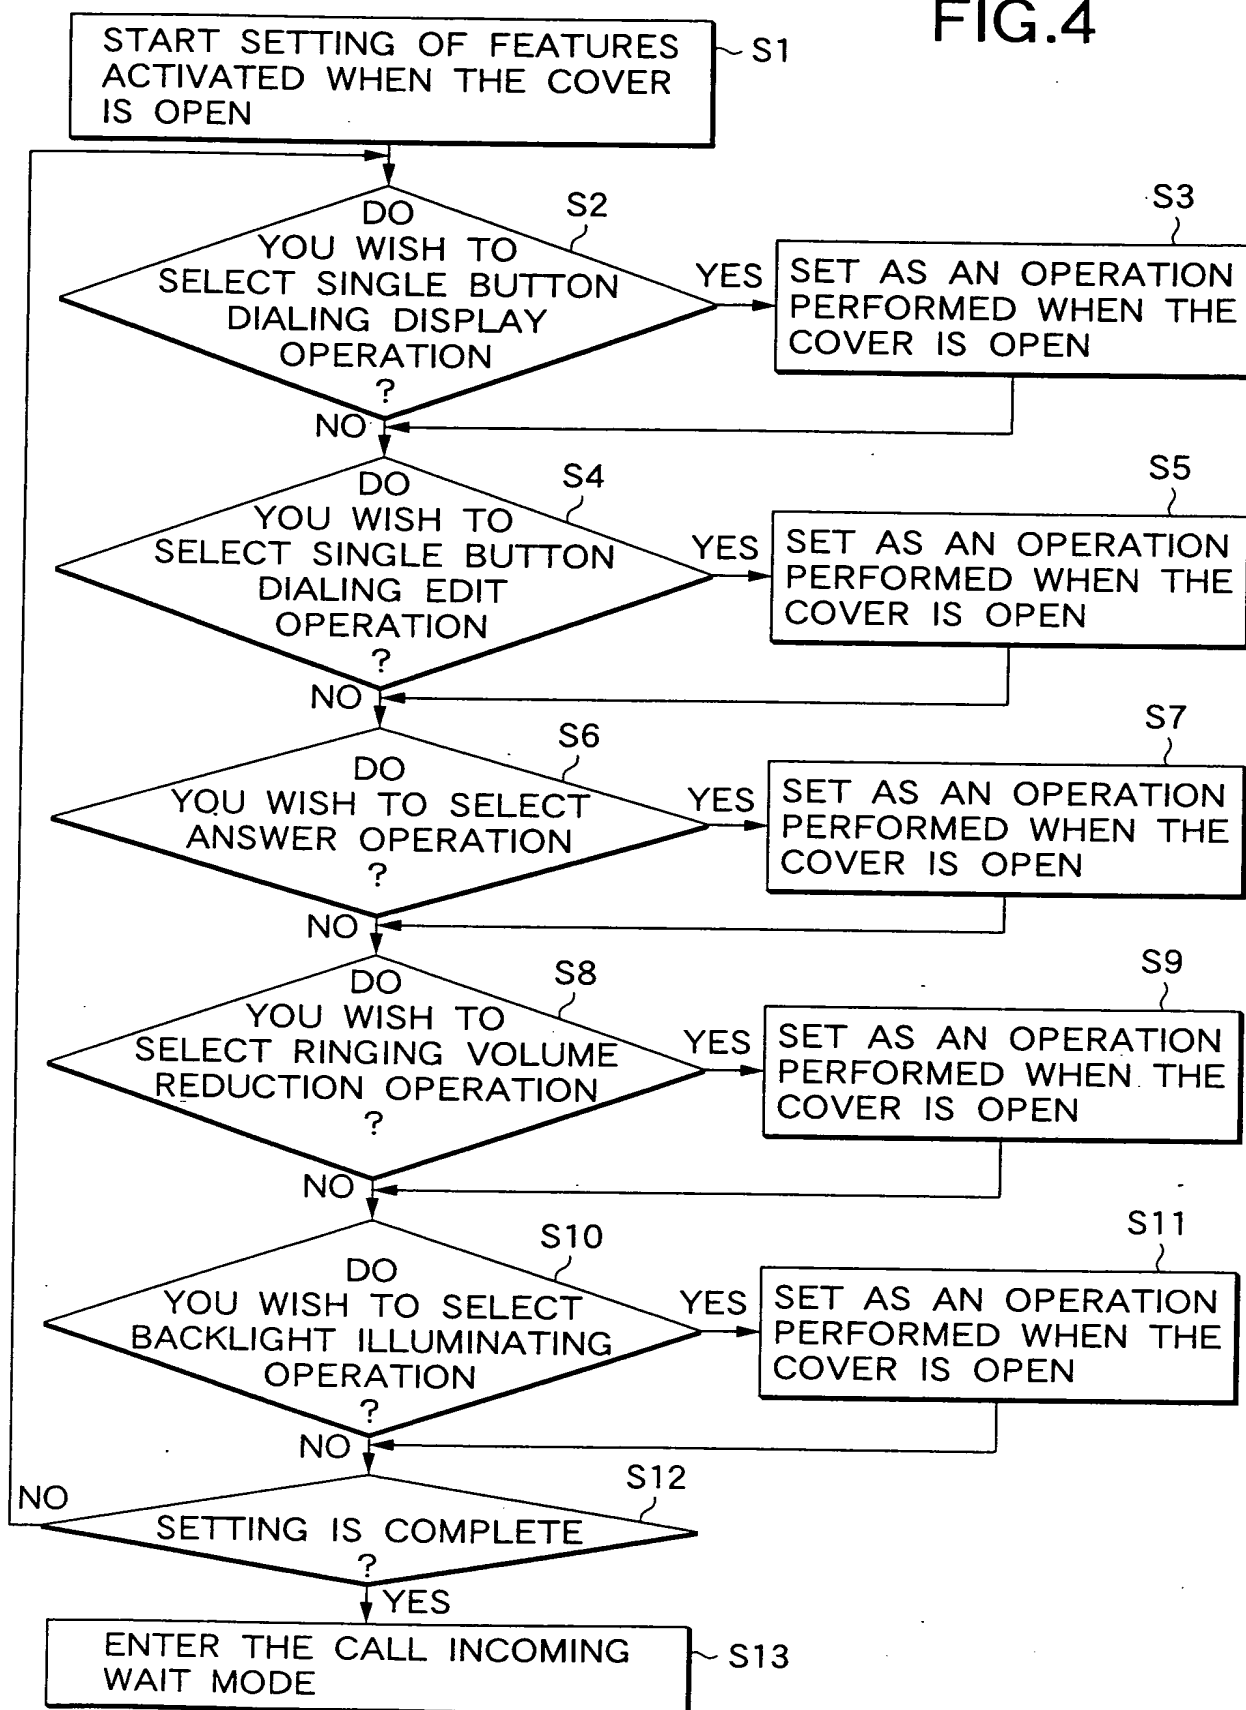 FIG.4
START SETTING OF FEATURES
ACTIVATED WHEN THE COVER
IS OPEN
S1
DO
YOU WISH TO
SELECT SINGLE BUTTON
DIALING DISPLAY
OPERATION
?
S2
YES
NO
S3
SET AS AN OPERATION
PERFORMED WHEN THE
COVER IS OPEN
DO
YOU WISH TO
SELECT SINGLE BUTTON
DIALING EDIT
OPERATION
?
S4
YES
NO
S5
SET AS AN OPERATION
PERFORMED WHEN THE
COVER IS OPEN
DO
YOU WISH TO SELECT
ANSWER OPERATION
?
S6
YES
NO
S7
SET AS AN OPERATION
PERFORMED WHEN THE
COVER IS OPEN
DO
YOU WISH TO
SELECT RINGING VOLUME
REDUCTION OPERATION
?
S8
YES
NO
S9
SET AS AN OPERATION
PERFORMED WHEN THE
COVER IS OPEN
DO
YOU WISH TO SELECT
BACKLIGHT ILLUMINATING
OPERATION
?
S10
YES
NO
S11
SET AS AN OPERATION
PERFORMED WHEN THE
COVER IS OPEN
SETTING IS COMPLETE
?
S12
NO
YES
ENTER THE CALL INCOMING
WAIT MODE
S13